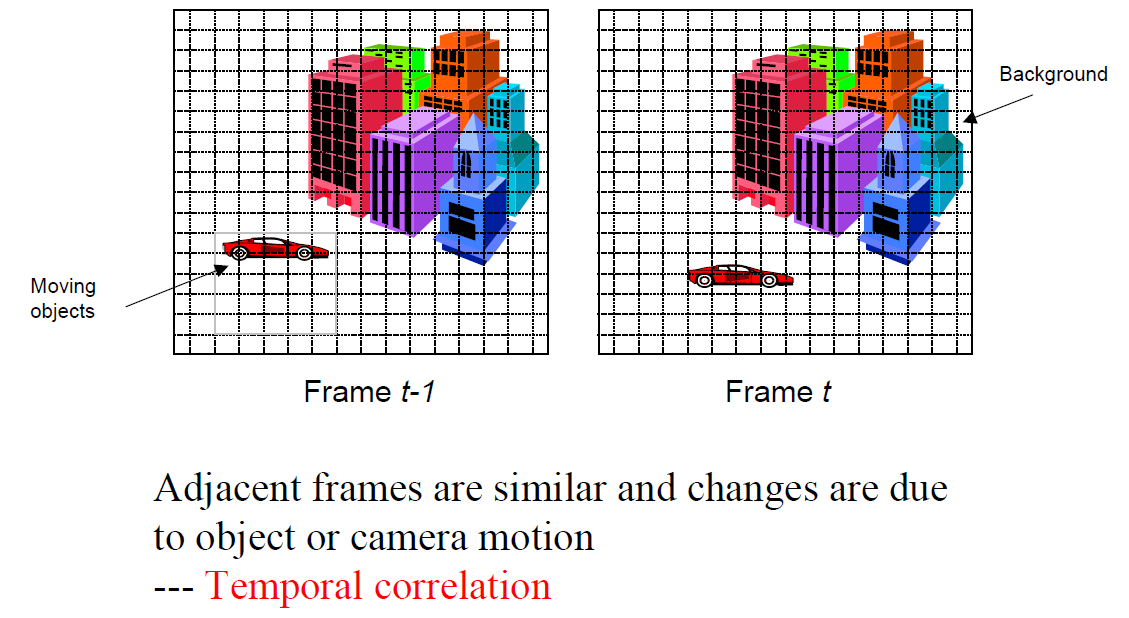 Background
Moving
objects
Frame t-1
Frame t
Adjacent frames are similar and changes are due
to object or camera motion
--- Temporal correlation